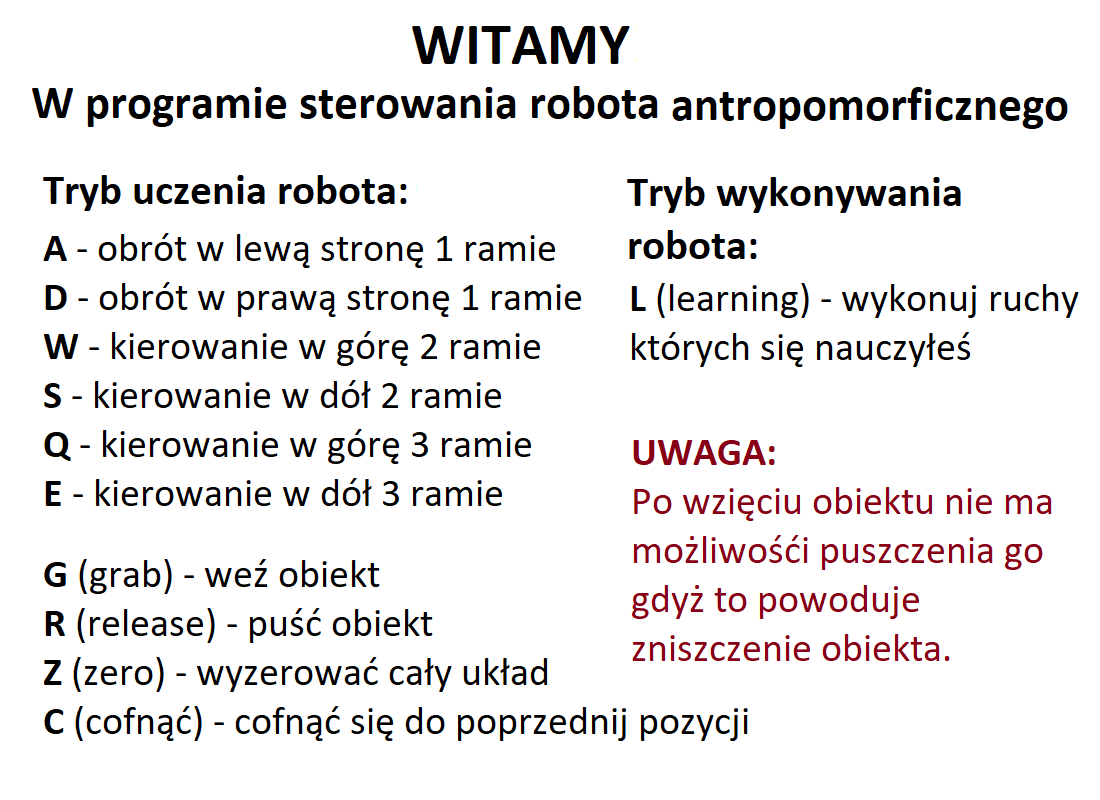 WITAMY
W programie sterowania robota antropomorficznego
Tryb uczenia robota:
A - obrót w lewą stronę 1 ramie
D - obrót w prawą stronę 1 ramie
W - kierowanie w górę 2 ramie
S - kierowanie w dół 2 ramie
Q - kierowanie w górę 3 ramie
E - kierowanie w dół 3 ramie
G (grab) - weź obiekt
R (release) - puść obiekt
Z (zero) - wyzerować cały układ
C (cofnąć) - cofnąć się do poprzednij pozycji
Tryb wykonywania
robota:
L (learning) - wykonuj ruchy
których się nauczyłeś
UWAGA:
Po wzięciu obiektu nie ma
możliwośći puszczenia go
gdyż to powoduje
zniszczenie obiekta.